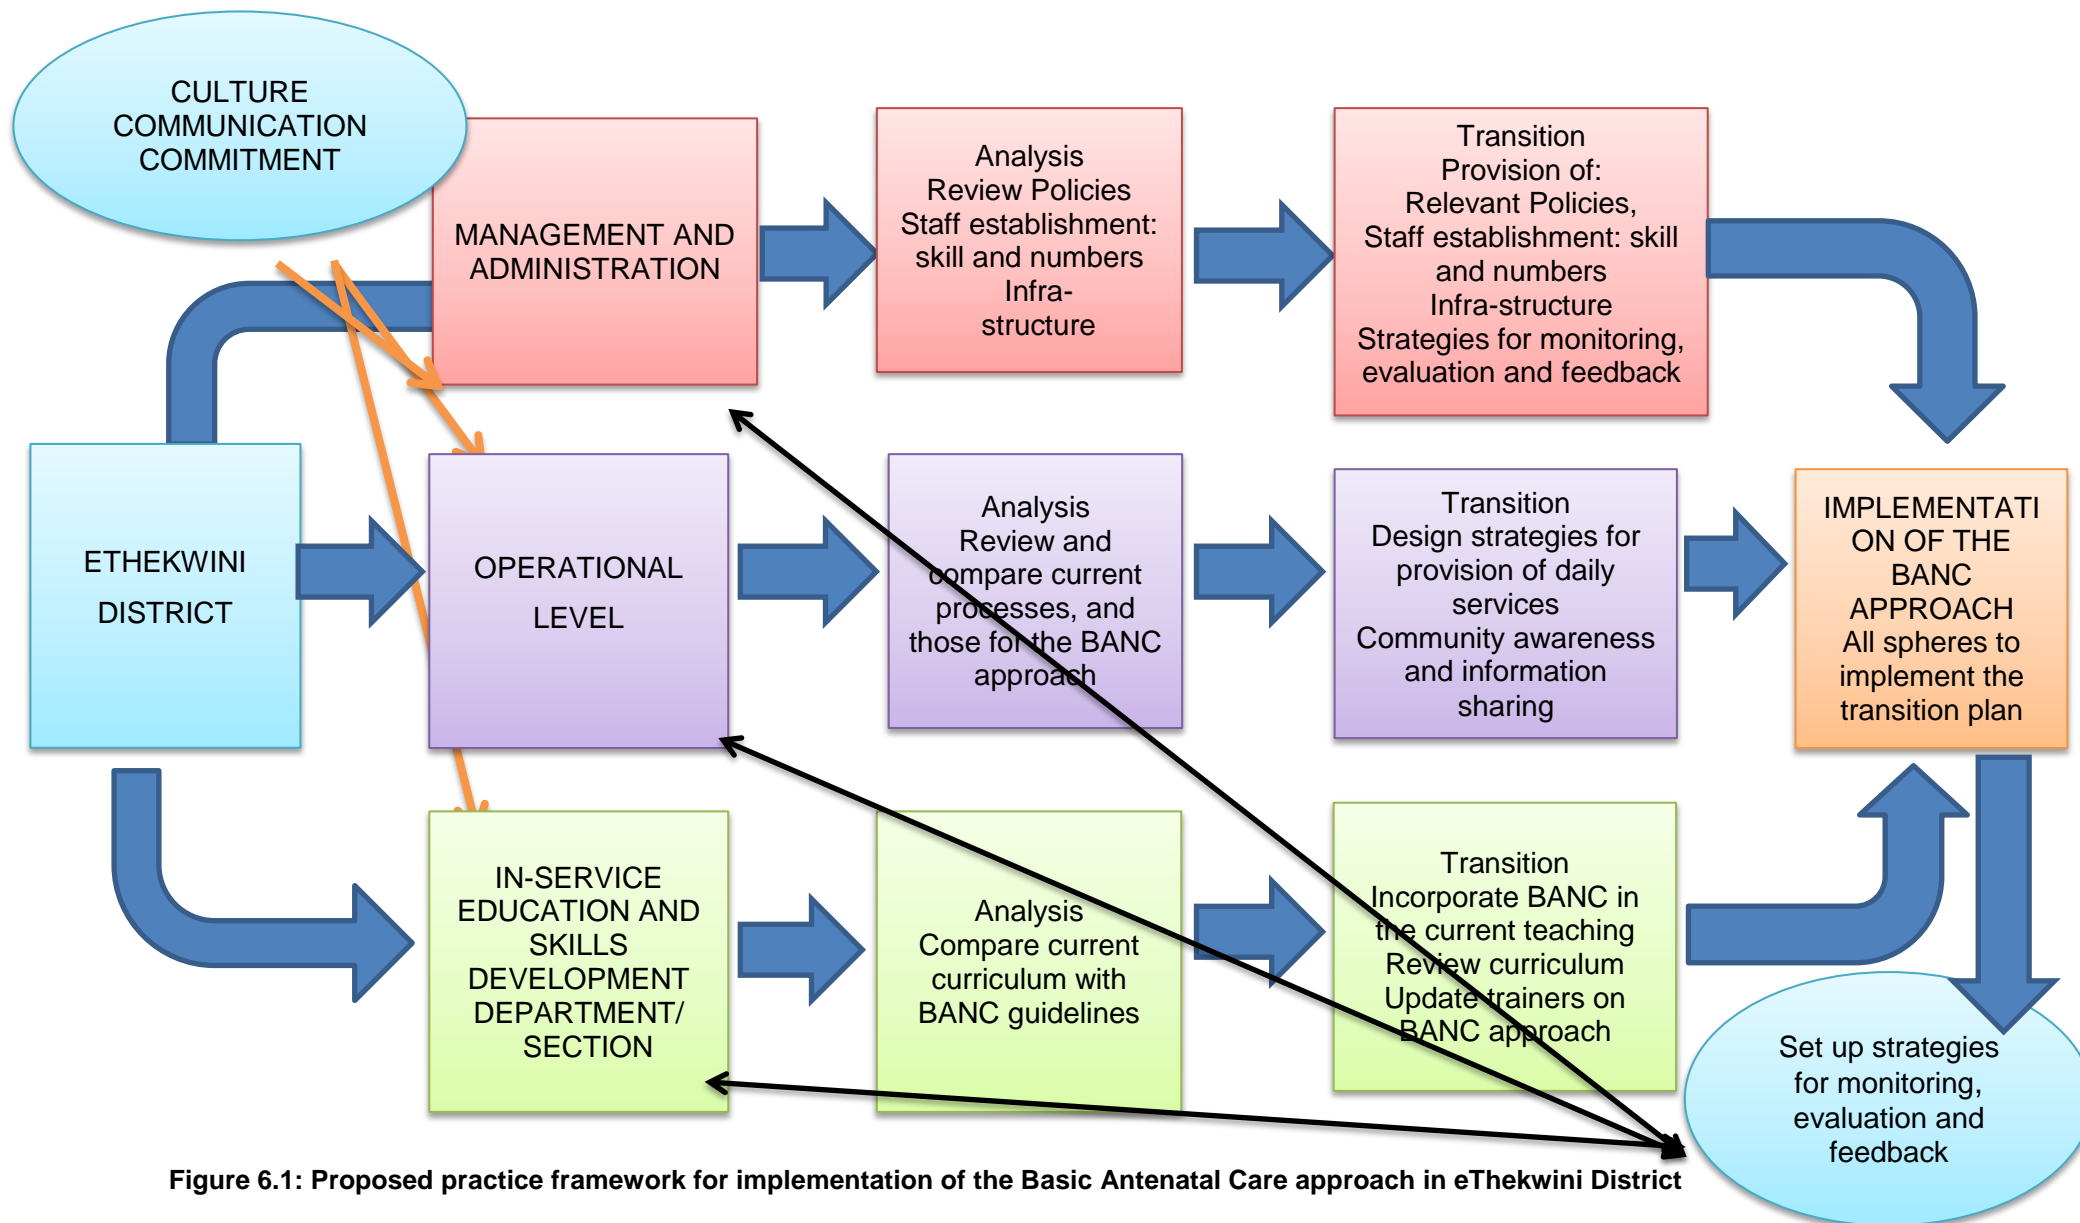 CULTURE
COMMUNICATION
COMMITMENT
MANAGEMENT AND
ADMINISTRATION
Analysis
Review Policies
Staff establishment:
skill and numbers
Infra-
structure
Transition
Provision of:
Relevant Policies,
Staff establishment: skill
and numbers
Infra-structure
Strategies for monitoring,
evaluation and feedback
ETHEKWINI
DISTRICT
OPERATIONAL
LEVEL
Analysis
Review and
compare current
processes, and
those for the BANC
approach
Transition
Design strategies for
provision of daily
services
Community awareness
and information
sharing
IMPLEMENTATI
ON OF THE
BANC
APPROACH
All spheres to
implement the
transition plan
IN-SERVICE
EDUCATION AND
SKILLS
DEVELOPMENT
DEPARTMENT/
SECTION
Analysis
Compare current
curriculum with
BANC guidelines
Transition
Incorporate BANC in
the current teaching
Review curriculum
Update trainers on
BANC approach
Set up strategies
for monitoring,
evaluation and
feedback
Figure 6.1: Proposed practice framework for implementation of the Basic Antenatal Care approach in eThekwini District